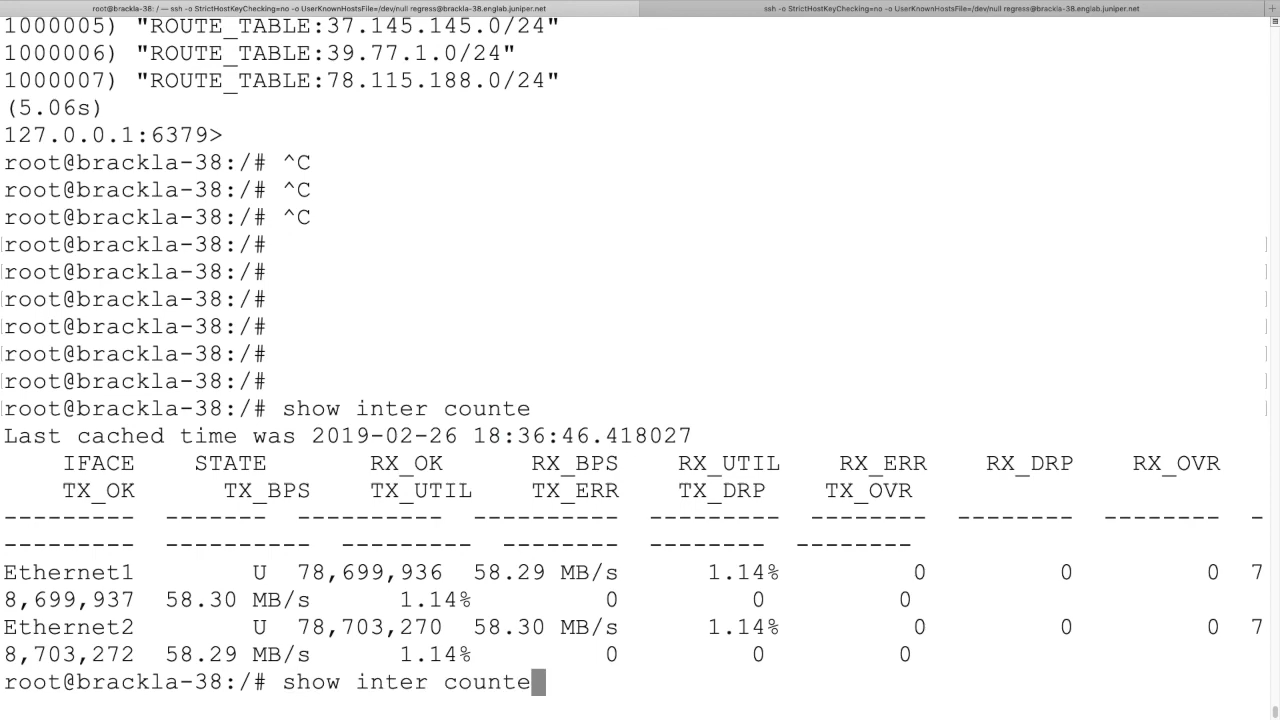 root@brackla-38: / — ssh -o StrictHostKeyChecking=no -o UserKnownHostsFile=/dev/null regress@brackla-38.englab.juniper.net
ssh -o StrictHostKeyChecking=no -o UserKnownHostsFile=/dev/null regress@brackla-38.englab.juniper.net
1000005) "ROUTE_TABLE:37.145.145.0/24"
1000006) "ROUTE_TABLE:39.77.1.0/24"
1000007) "ROUTE_TABLE:78.115.188.0/24"
(5.06s)
127.0.0.1:6379>
root@brackla-38:/# ^C
root@brackla-38:/# ^C
root@brackla-38:/# ^C
root@brackla-38:/#
root@brackla-38:/#
root@brackla-38:/#
root@brackla-38:/#
root@brackla-38:/#
root@brackla-38:/#
root@brackla-38:/# show inter counte
Last cached time was 2019-02-26 18:36:46.418027
IFACE STATE RX_OK RX_BPS RX_UTIL RX_ERR RX_DRP RX_OVR
TX_OK TX_BPS TX_UTIL TX_ERR TX_DRP TX_OVR
--------- ------- ---------- ---------- --------- -------- -------- -------- -
--------- ---------- --------- -------- -------- --------
Ethernet1 U 78,699,936 58.29 MB/s 1.14% 0 0 0 7
8,699,937 58.30 MB/s 1.14% 0 0 0
Ethernet2 U 78,703,270 58.30 MB/s 1.14% 0 0 0 7
8,703,272 58.29 MB/s 1.14% 0 0 0
root@brackla-38:/# show inter counte